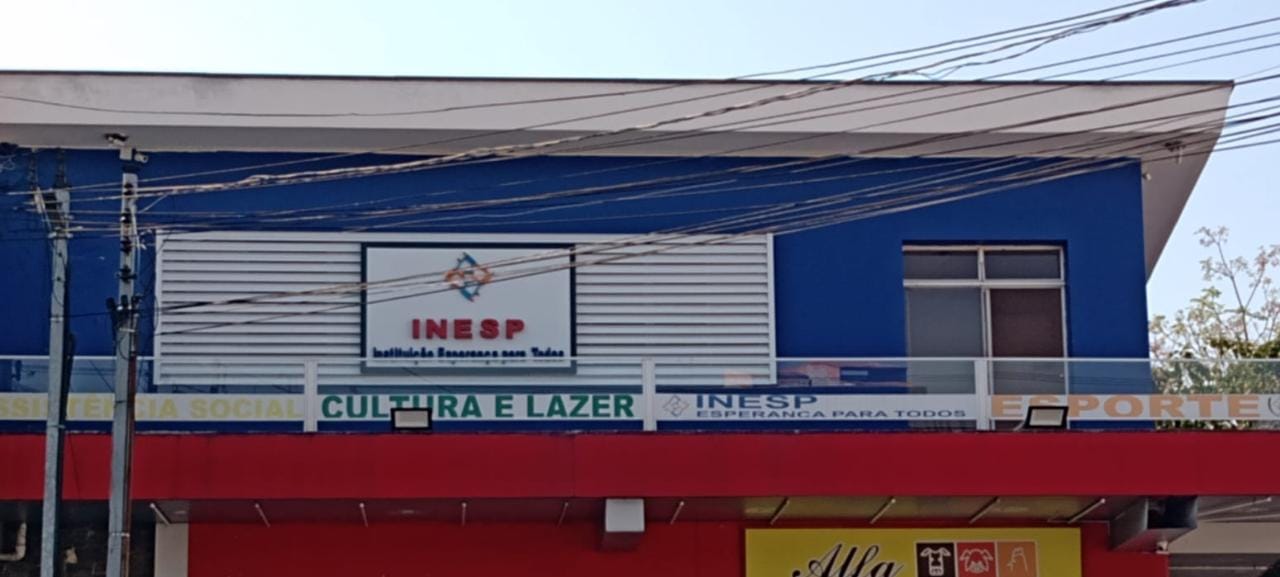 INESP
Instituição Esperança para Todos
SSISTÊNCIA SOCIAL
CULTURA E LAZER
INESP
ESPERANCA PARA TODOS
ESPORTE
Alfa